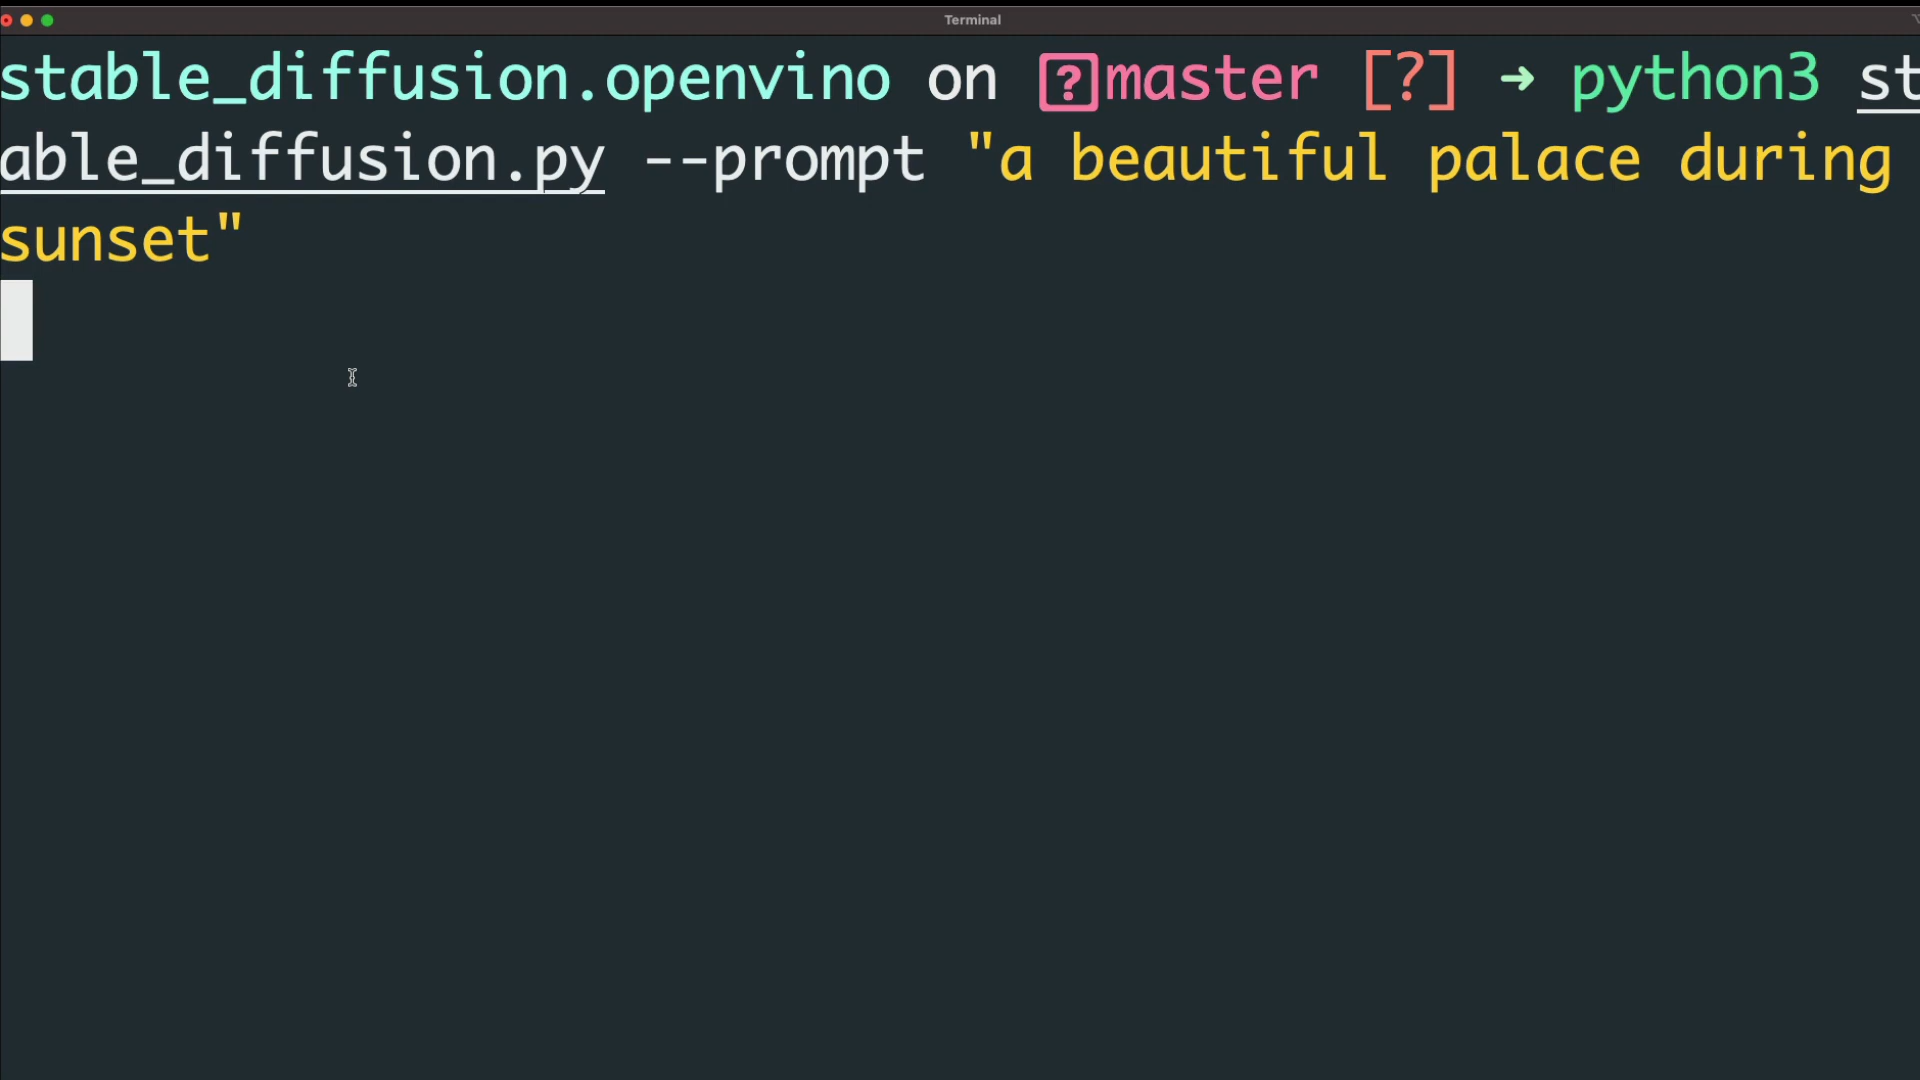 Terminal
stable_diffusion.openvino on [?]master [?] ➜ python3 st
able_diffusion.py --prompt "a beautiful palace during
sunset"